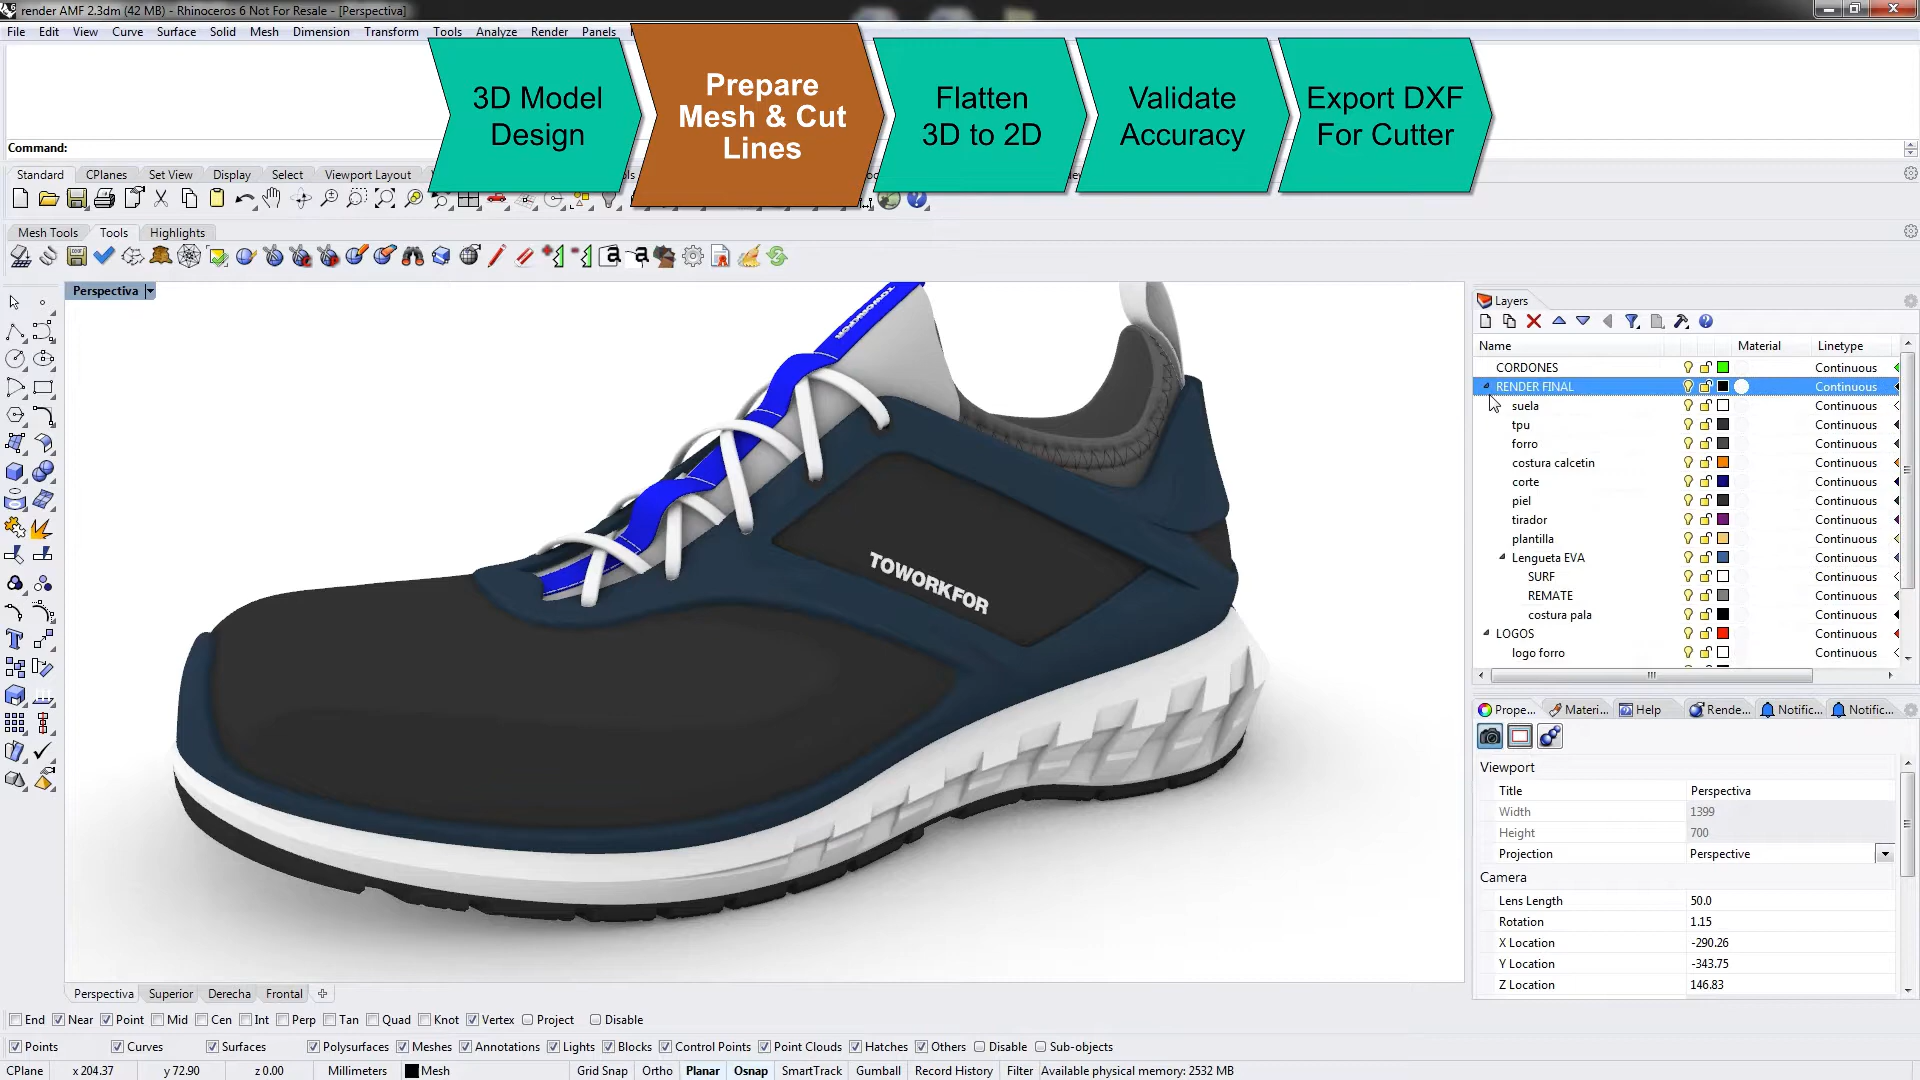 render AMF 2.3dm (42 MB) - Rhinoceros 6 Not For Resale - [Perspectiva]
File Edit View Curve Surface Solid Mesh Dimension Transform Tools Analyze Render Panels
3D Model
Design
Prepare
Mesh & Cut
Lines
Flatten
3D to 2D
Validate
Accuracy
Export DXF
For Cutter
Command:
Standard CPlanes Set View Display Select Viewport Layout
Mesh Tools Tools Highlights
Perspectiva
TOWORKFOR
TOWORKFOR
Layers
Name Material Linetype
CORDONES Continuous
RENDER FINAL Continuous
suela Continuous
tpu Continuous
forro Continuous
costura calcetin Continuous
corte Continuous
piel Continuous
tirador Continuous
plantilla Continuous
Lengueta EVA Continuous
SURF Continuous
REMATE Continuous
costura pala Continuous
LOGOS Continuous
logo forro Continuous
Prope... Materi... Help Rende... Notific... Notific...
Viewport
Title Perspectiva
Width 1399
Height 700
Projection Perspective
Camera
Lens Length 50.0
Rotation 1.15
X Location -290.26
Y Location -343.75
Z Location 146.83
Perspectiva Superior Derecha Frontal
End Near Point Mid Cen Int Perp Tan Quad Knot Vertex Project Disable
Points Curves Surfaces Polysurfaces Meshes Annotations Lights Blocks Control Points Point Clouds Hatches Others Disable Sub-objects
CPlane x 204.37 y 72.90 z 0.00 Millimeters Mesh Grid Snap Ortho Planar Osnap SmartTrack Gumball Record History Filter Available physical memory: 2532 MB